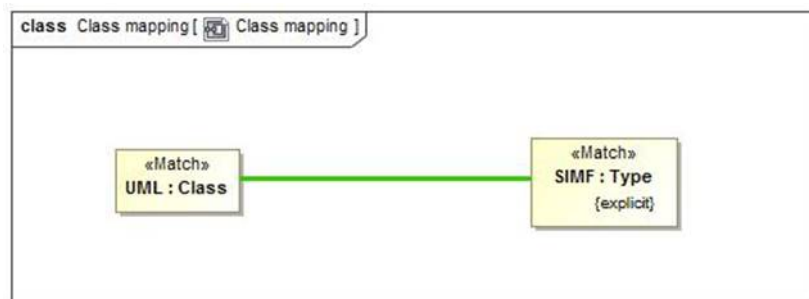 class Class mapping [ Class mapping ]
«Match»
UML : Class
«Match»
SIMF : Type
{explicit}